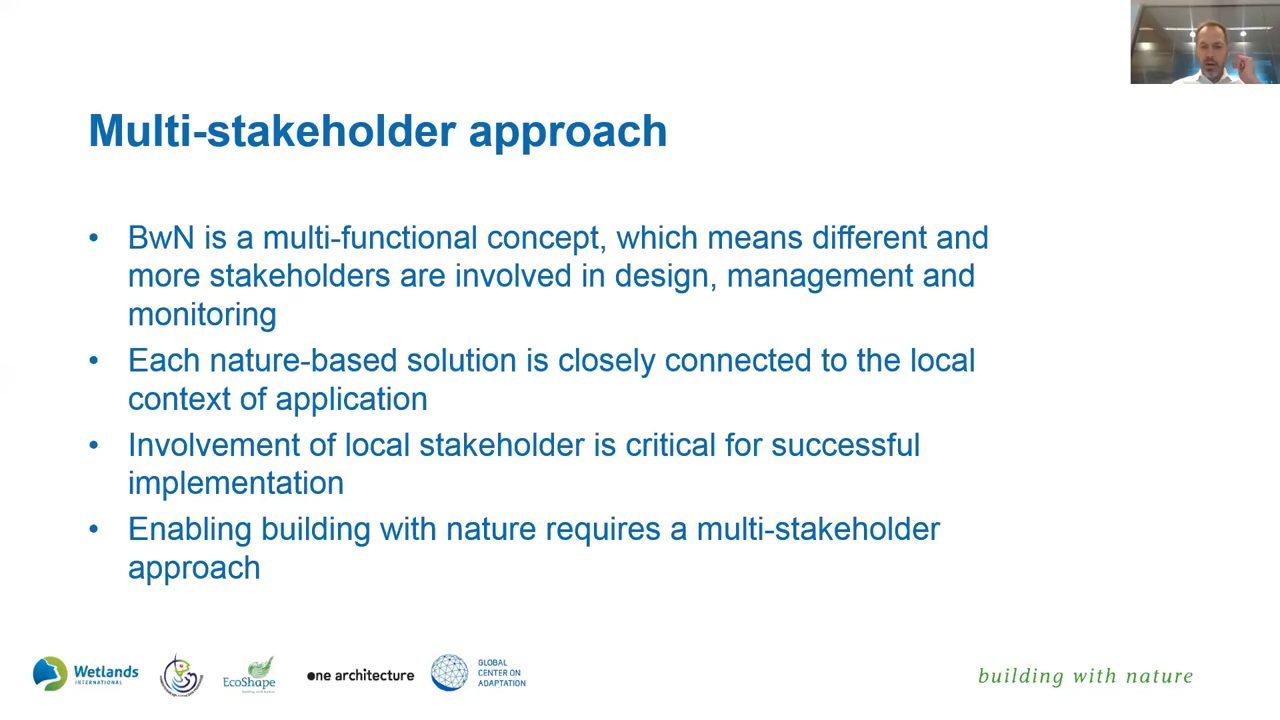 Multi-stakeholder approach
• BwN is a multi-functional concept, which means different and
more stakeholders are involved in design, management and
monitoring
• Each nature-based solution is closely connected to the local
context of application
• Involvement of local stakeholder is critical for successful
implementation
• Enabling building with nature requires a multi-stakeholder
approach
Wetlands
INTERNATIONAL
EcoShape
one architecture
GLOBAL
CENTER ON
ADAPTATION
building with nature